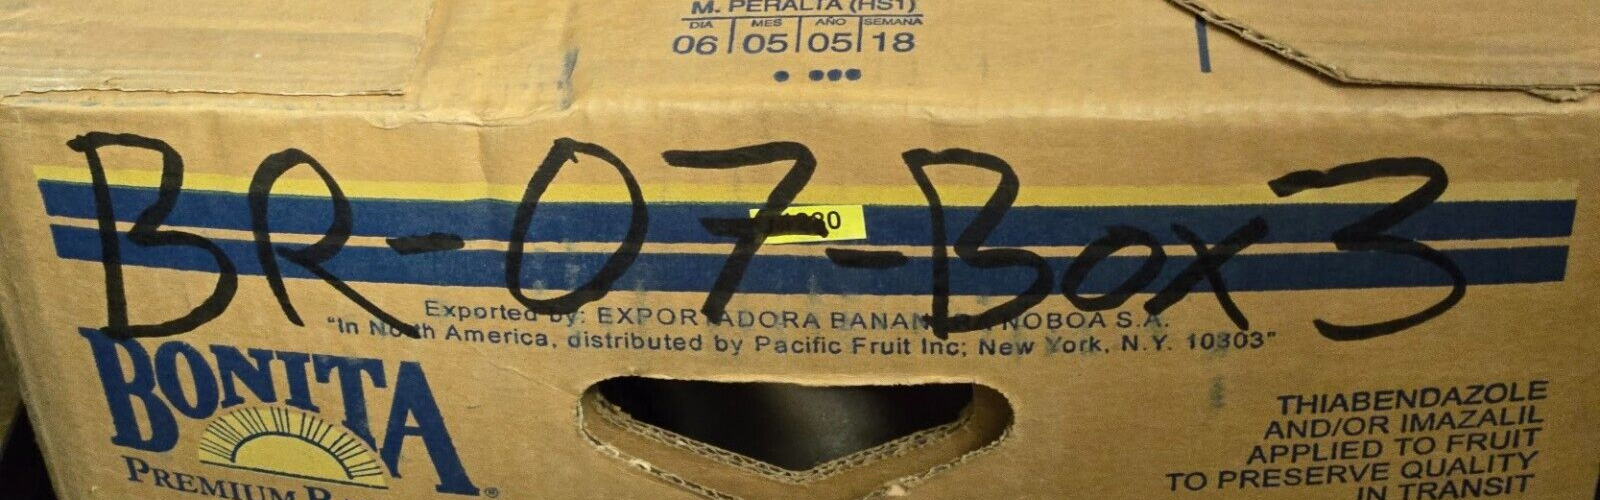 M. PERALTA (HS1)
DIA MES AÑO SEMANA
06 05 05 18
BR-07-Box 3
Exported by: EXPORTADORA BANANERA NOBOA S.A.
"In North America, distributed by Pacific Fruit Inc; New York, N.Y. 10303"
BONITA
PREMIUM
®
THIABENDAZOLE
AND/OR IMAZALIL
APPLIED TO FRUIT
TO PRESERVE QUALITY
IN TRANSIT